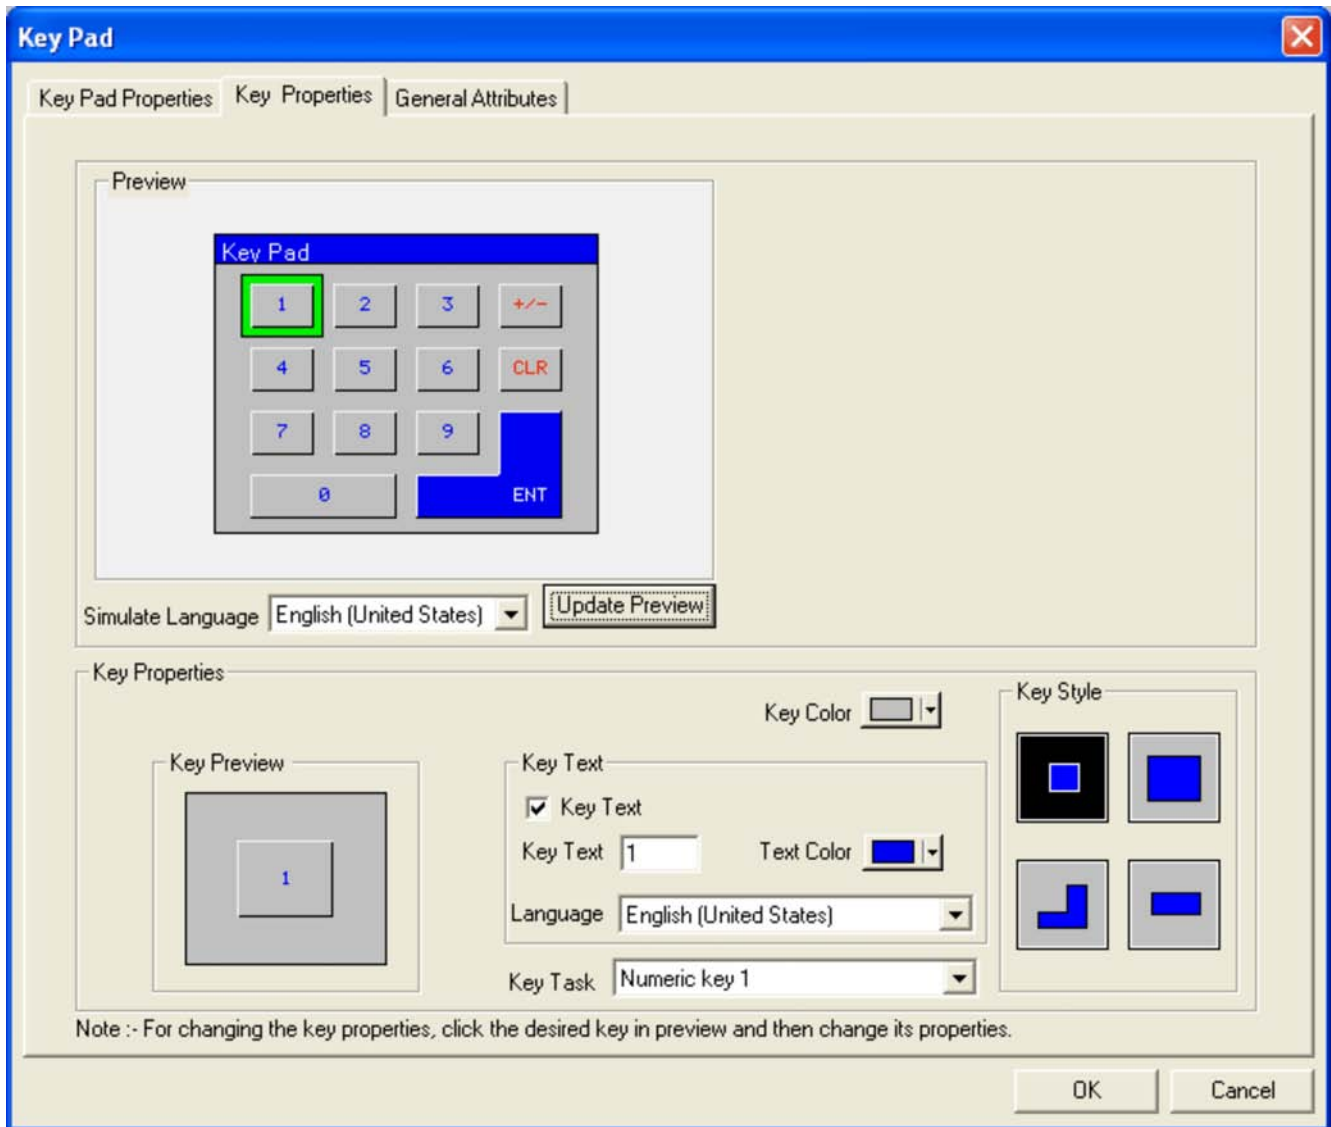 Key Pad
Key Pad Properties Key Properties General Attributes
Preview
Key Pad
1 2 3 +/-
4 5 6 CLR
7 8 9
0 ENT
Simulate Language English (United States) Update Preview
Key Properties
Key Color
Key Style
Key Preview
Key Text
Key Text
Key Text 1 Text Color
1
Language English (United States)
Key Task Numeric key 1
Note :- For changing the key properties, click the desired key in preview and then change its properties.
OK Cancel